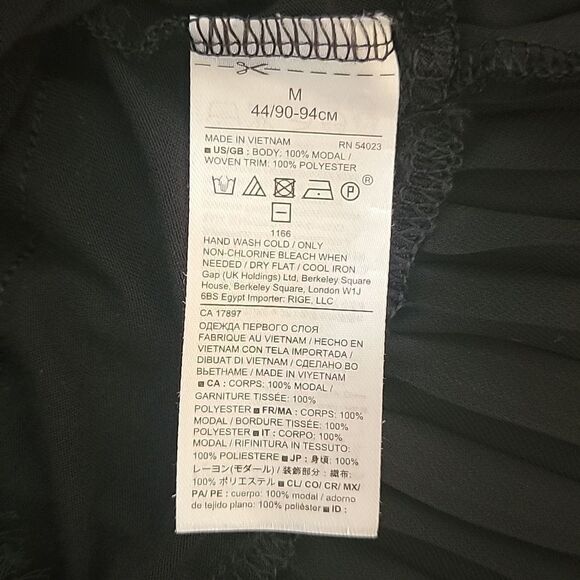 M
44/90-94см
MADE IN VIETNAM RN 54023
■ US/GB : BODY: 100% MODAL /
WOVEN TRIM: 100% POLYESTER
P ®
1166
HAND WASH COLD / ONLY
NON-CHLORINE BLEACH WHEN
NEEDED / DRY FLAT / COOL IRON
Gap (UK Holdings) Ltd, Berkeley Square
House, Berkeley Square, London W1J
6BS Egypt Importer: RIGE, LLC
CA 17897
ОДЕЖДА ПЕРВОГО СЛОЯ
FABRIQUÉ AU VIETNAM / HECHO EN
VIETNAM CON TELA IMPORTADA /
DIBUAT DI VIETNAM / СДЕЛАНО ВО
ВЬЕТНАМЕ / MADE IN VIYETNAM
■ CA : CORPS: 100% MODAL /
GARNITURE TISSÉE: 100%
POLYESTER ■ FR/MA : CORPS: 100%
MODAL / BORDURE TISSÉE: 100%
POLYESTER ■ IT : CORPO: 100%
MODAL / RIFINITURA IN TESSUTO:
100% POLIESTERE ■ JP : 身頃: 100%
レーヨン(モダール) / 装飾部分 : 織布:
100% ポリエステル ■ CL/ CO/ CR/ MX/
PA/ PE : cuerpo: 100% modal / adorno
de tejido plano: 100% poliéster ■ ID :